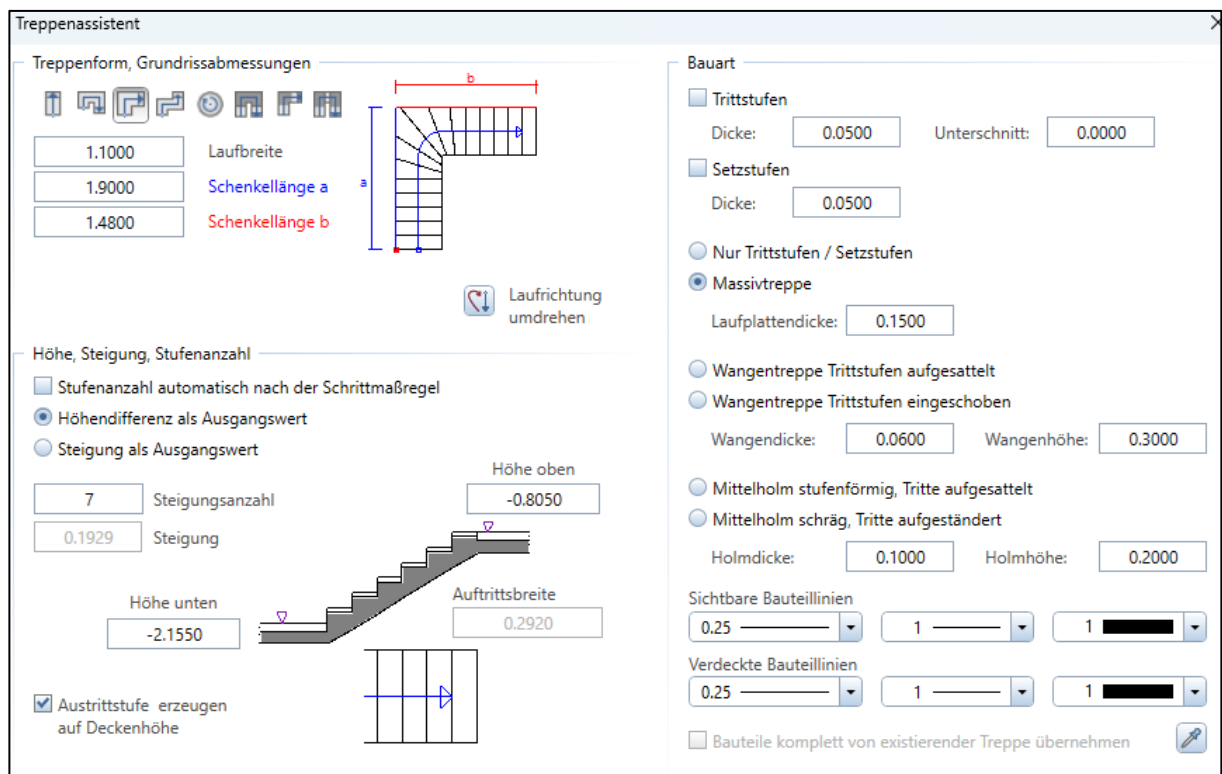 Treppenassistent
Treppenform, Grundrissabmessungen
1.1000 Laufbreite
1.9000 Schenkellänge a
1.4800 Schenkellänge b
b
a
Laufrichtung
umdrehen
Höhe, Steigung, Stufenanzahl
Stufenanzahl automatisch nach der Schrittmaßregel
Höhendifferenz als Ausgangswert
Steigung als Ausgangswert
Höhe oben
-0.8050
7 Steigungsanzahl
0.1929 Steigung
Höhe unten
-2.1550
Auftrittsbreite
0.2920
Austrittstufe erzeugen
auf Deckenhöhe
Bauart
Trittstufen
Dicke: 0.0500 Unterschnitt: 0.0000
Setzstufen
Dicke: 0.0500
Nur Trittstufen / Setzstufen
Massivtreppe
Laufplattendicke: 0.1500
Wangentreppe Trittstufen aufgesattelt
Wangentreppe Trittstufen eingeschoben
Wangendicke: 0.0600 Wangenhöhe: 0.3000
Mittelholm stufenförmig, Tritte aufgesattelt
Mittelholm schräg, Tritte aufgeständert
Holmdicke: 0.1000 Holmhöhe: 0.2000
Sichtbare Bauteillinien
0.25 1 1
Verdeckte Bauteillinien
0.25 1 1
Bauteile komplett von existierender Treppe übernehmen